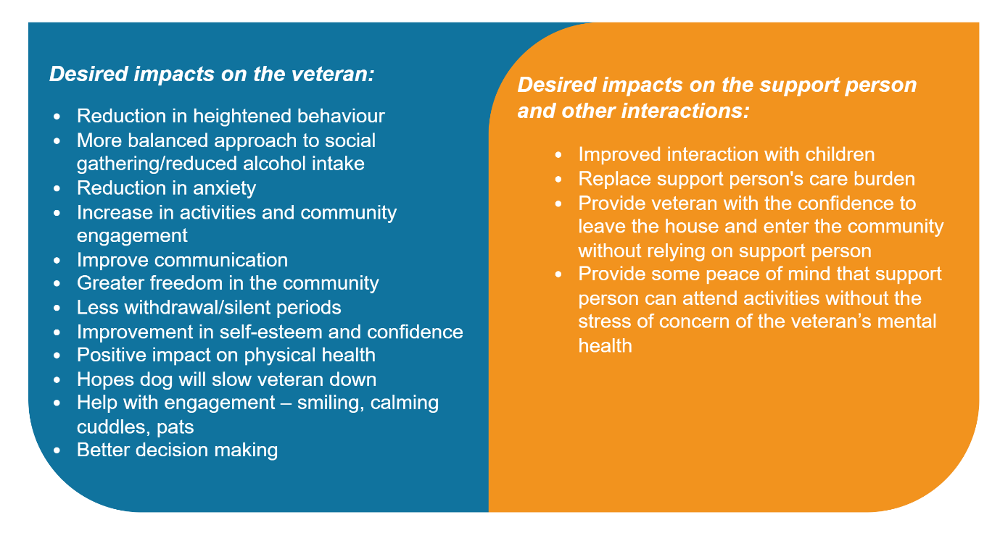 Desired impacts on the veteran:
• Reduction in heightened behaviour
• More balanced approach to social
gathering/reduced alcohol intake
• Reduction in anxiety
• Increase in activities and community
engagement
• Improve communication
• Greater freedom in the community
• Less withdrawal/silent periods
• Improvement in self-esteem and confidence
• Positive impact on physical health
• Hopes dog will slow veteran down
• Help with engagement – smiling, calming
cuddles, pats
• Better decision making
Desired impacts on the support person
and other interactions:
• Improved interaction with children
• Replace support person's care burden
• Provide veteran with the confidence to
leave the house and enter the community
without relying on support person
• Provide some peace of mind that support
person can attend activities without the
stress of concern of the veteran’s mental
health